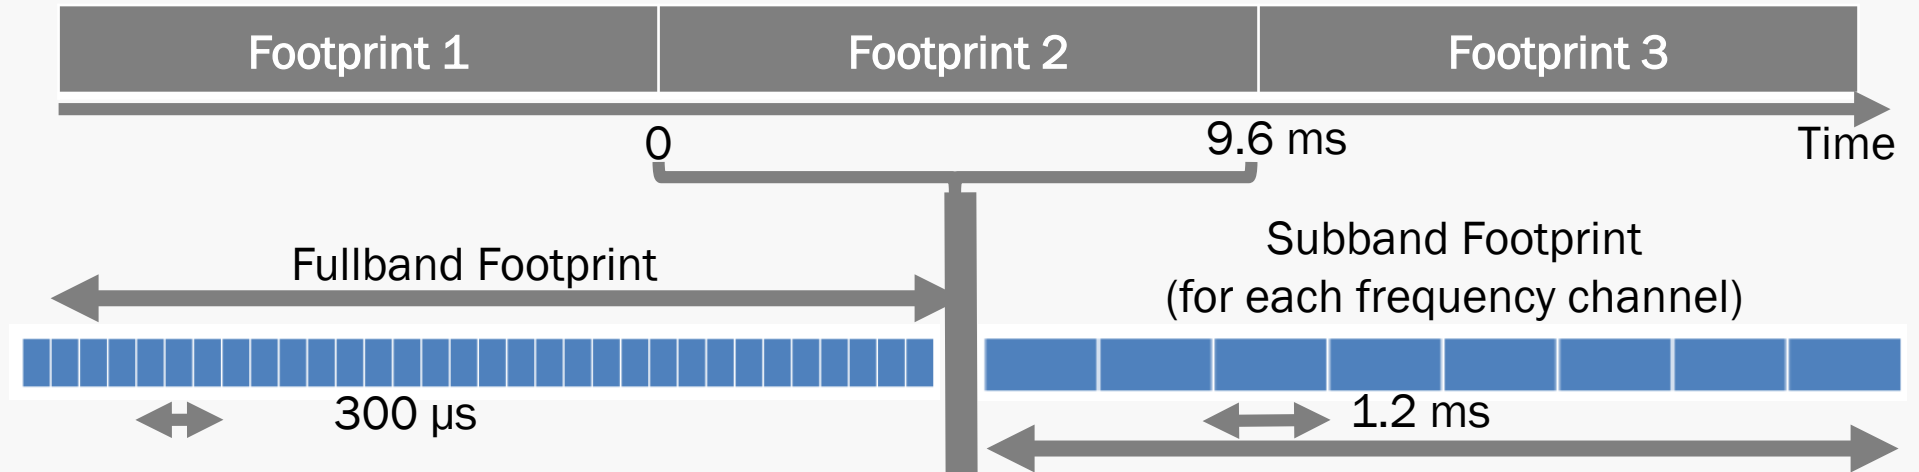 Footprint 1
Footprint 2
Footprint 3
0
9.6 ms
Time
Fullband Footprint
Subband Footprint
(for each frequency channel)
300 µs
1.2 ms